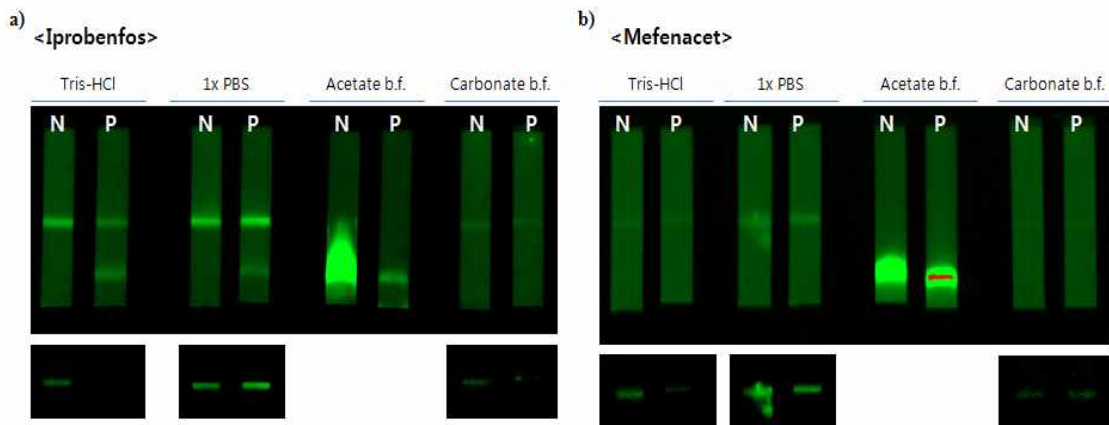 a)
<Iprobenfos>
Tris-HCl 1x PBS Acetate b.f. Carbonate b.f.
N P N P N P N P
b)
<Mefenacet>
Tris-HCl 1x PBS Acetate b.f. Carbonate b.f.
N P N P N P N P